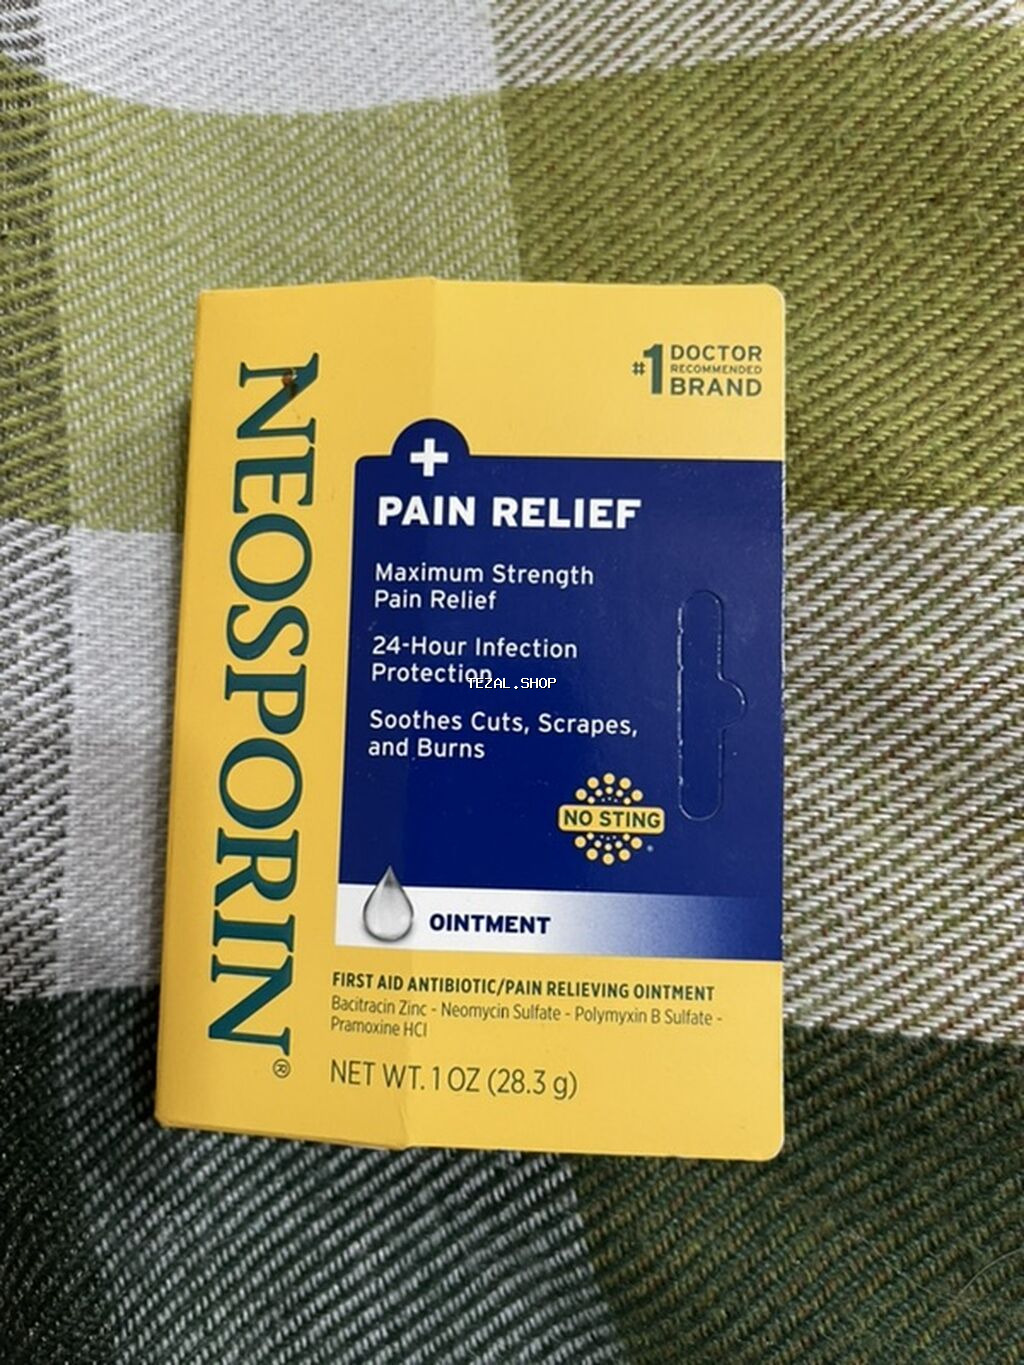 NEOSPORIN®
#1 DOCTOR
RECOMMENDED
BRAND
PAIN RELIEF
Maximum Strength
Pain Relief
24-Hour Infection
Protection
TEZAL.SHOP
Soothes Cuts, Scrapes,
and Burns
NO STING
OINTMENT
FIRST AID ANTIBIOTIC/PAIN RELIEVING OINTMENT
Bacitracin Zinc - Neomycin Sulfate - Polymyxin B Sulfate -
Pramoxine HCl
NET WT. 1 OZ (28.3 g)